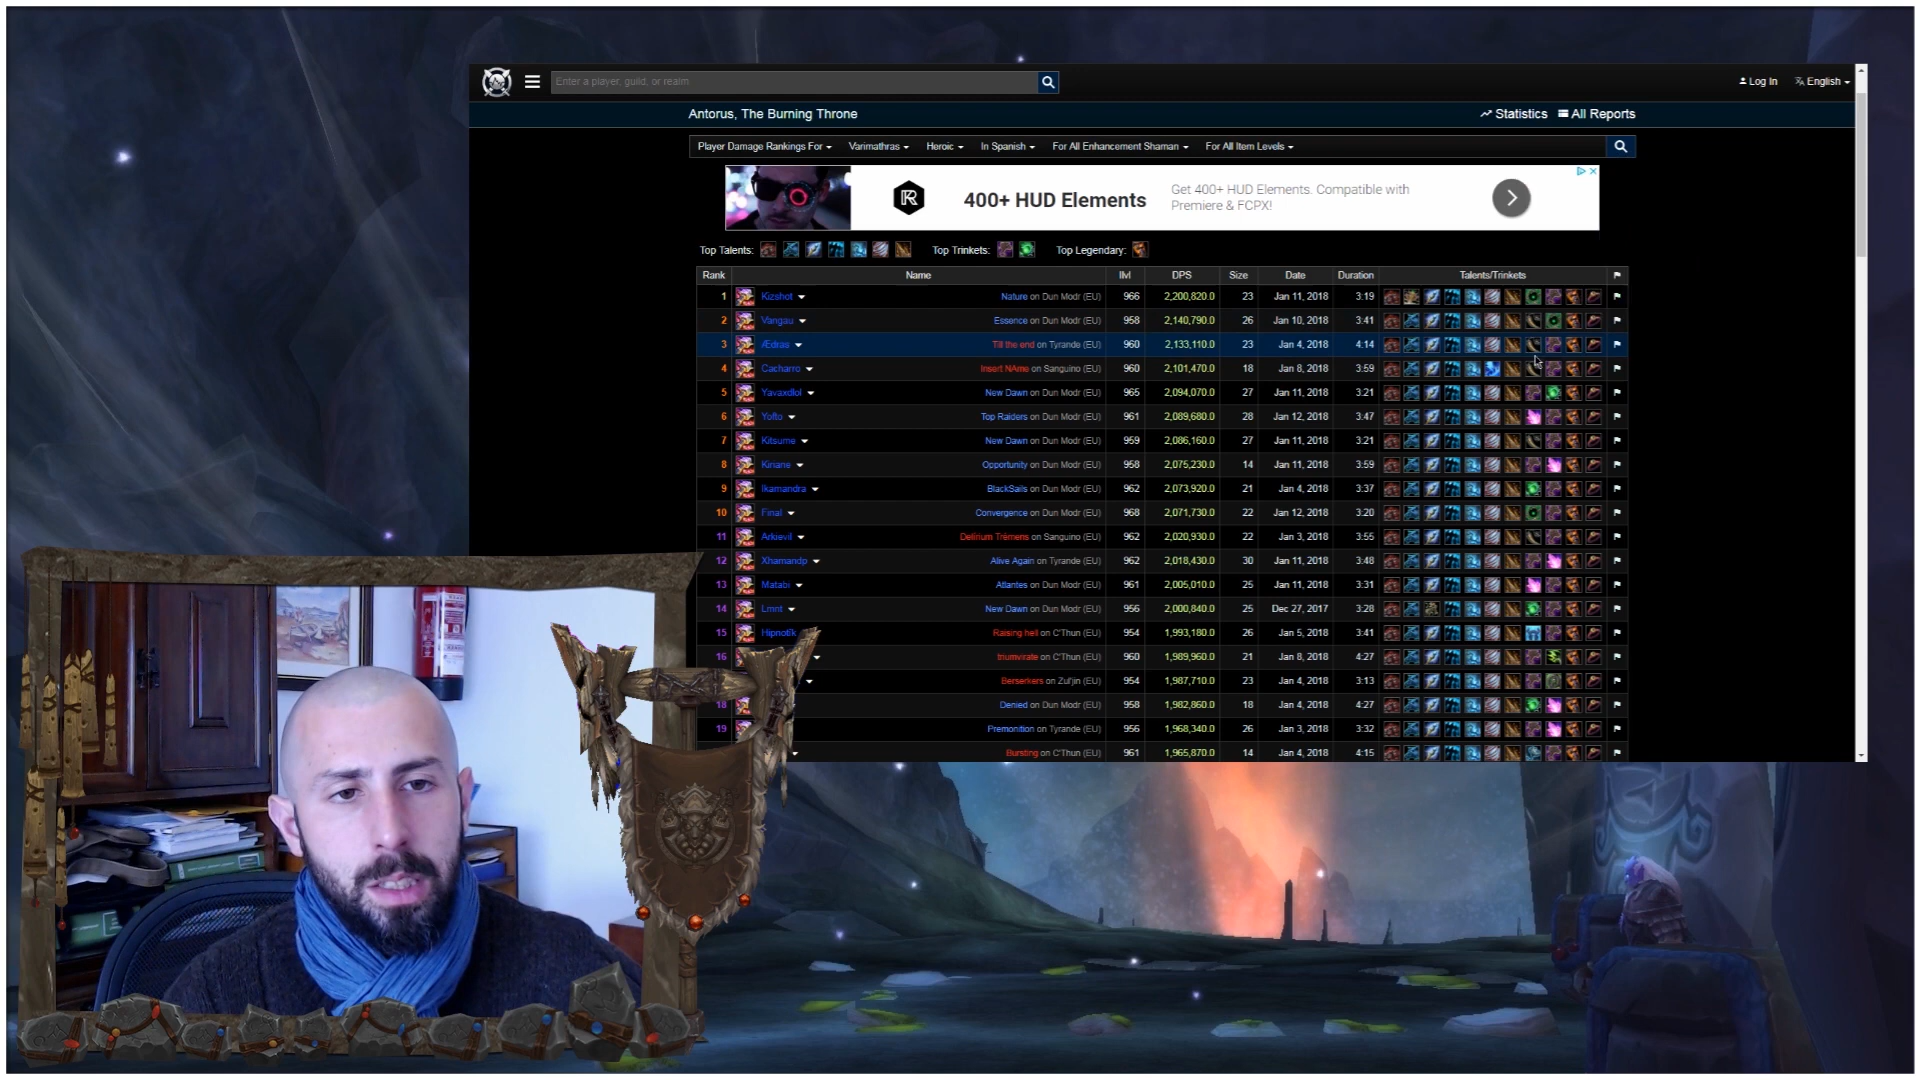 Enter a player, guild, or realm
Log In English
Antorus, The Burning Throne
Statistics All Reports
Player Damage Rankings For Varimathras Heroic In Spanish For All Enhancement Shaman For All Item Levels
400+ HUD Elements
Get 400+ HUD Elements. Compatible with
Premiere & FCPX!
Top Talents: Top Trinkets: Top Legendary:
Rank Name Ilvl DPS Size Date Duration Talents/Trinkets
1 Kizshot Nature on Dun Modr (EU) 966 2,200,820.0 23 Jan 11, 2018 3:19
2 Vangau Essence on Dun Modr (EU) 958 2,140,790.0 26 Jan 10, 2018 3:41
3 Ædras Till the end on Tyrande (EU) 960 2,133,110.0 23 Jan 4, 2018 4:14
4 Cacharro Insert NAme on Sanguino (EU) 960 2,101,470.0 18 Jan 8, 2018 3:59
5 Yavaxdlol New Dawn on Dun Modr (EU) 965 2,094,070.0 27 Jan 11, 2018 3:21
6 Yofto Top Raiders on Dun Modr (EU) 961 2,089,680.0 28 Jan 12, 2018 3:47
7 Kitsume New Dawn on Dun Modr (EU) 959 2,086,160.0 27 Jan 11, 2018 3:21
8 Opportunity on Dun Modr (EU) 958 2,075,230.0 14 Jan 11, 2018 3:59
9 Ikamandra BlackSails on Dun Modr (EU) 962 2,073,920.0 21 Jan 4, 2018 3:37
10 Final Convergence on Dun Modr (EU) 968 2,071,730.0 22 Jan 12, 2018 3:20
11 Arkievil Delirium Trémens on Sanguino (EU) 962 2,020,930.0 22 Jan 3, 2018 3:55
12 Xhamandp Alive Again on Tyrande (EU) 962 2,018,430.0 30 Jan 11, 2018 3:48
13 Matabi Atlantes on Dun Modr (EU) 961 2,005,010.0 25 Jan 11, 2018 3:31
14 Lmnt New Dawn on Dun Modr (EU) 956 2,000,840.0 25 Dec 27, 2017 3:28
15 Hipnotik Raising hell on C'Thun (EU) 954 1,993,180.0 26 Jan 5, 2018 3:41
16 triumvirate on C'Thun (EU) 960 1,989,960.0 21 Jan 8, 2018 4:27
Berserkers on Zul'jin (EU) 954 1,987,710.0 23 Jan 4, 2018 3:13
18 Denied on Dun Modr (EU) 958 1,982,860.0 18 Jan 4, 2018 4:27
19 Premonition on Tyrande (EU) 956 1,968,340.0 26 Jan 3, 2018 3:32
Bursting on C'Thun (EU) 961 1,965,870.0 14 Jan 4, 2018 4:15